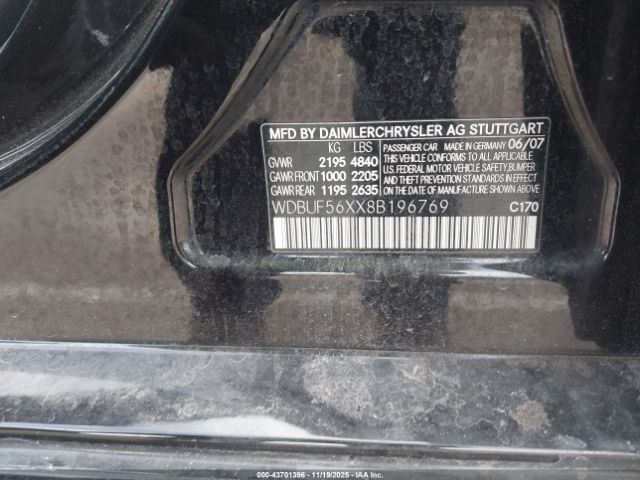 MFD BY DAIMLERCHRYSLER AG STUTTGART
KG LBS PASSENGER CAR MADE IN GERMANY 06/07
GVWR 2195 4840 THIS VEHICLE CONFORMS TO ALL APPLICABLE
GAWR FRONT 1000 2205 U.S. FEDERAL MOTOR VEHICLE SAFETY, BUMPER
GAWR REAR 1195 2635 AND THEFT PREVENTION STANDARDS IN EFFECT
ON THE DATE OF MANUFACTURE SHOWN ABOVE.
WDBUF56XX8B196769 C170
000-43701396 - 11/19/2025 - IAA Inc.